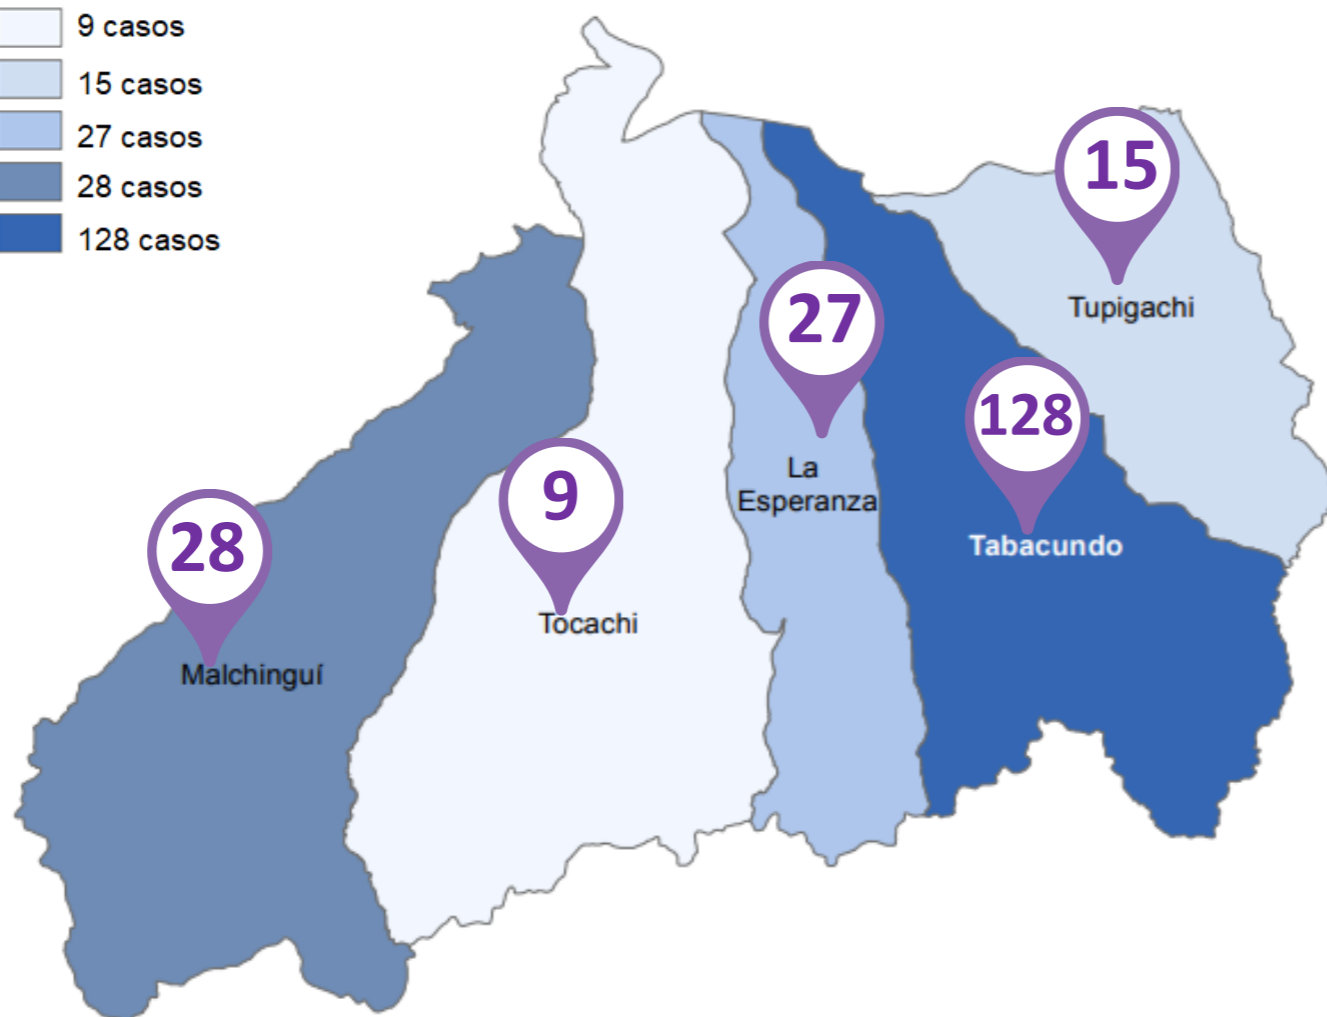 9 casos
15 casos
27 casos
28 casos
128 casos
15
Tupigachi
27
La
Esperanza
128
Tabacundo
9
Tocachi
28
Malchinguí